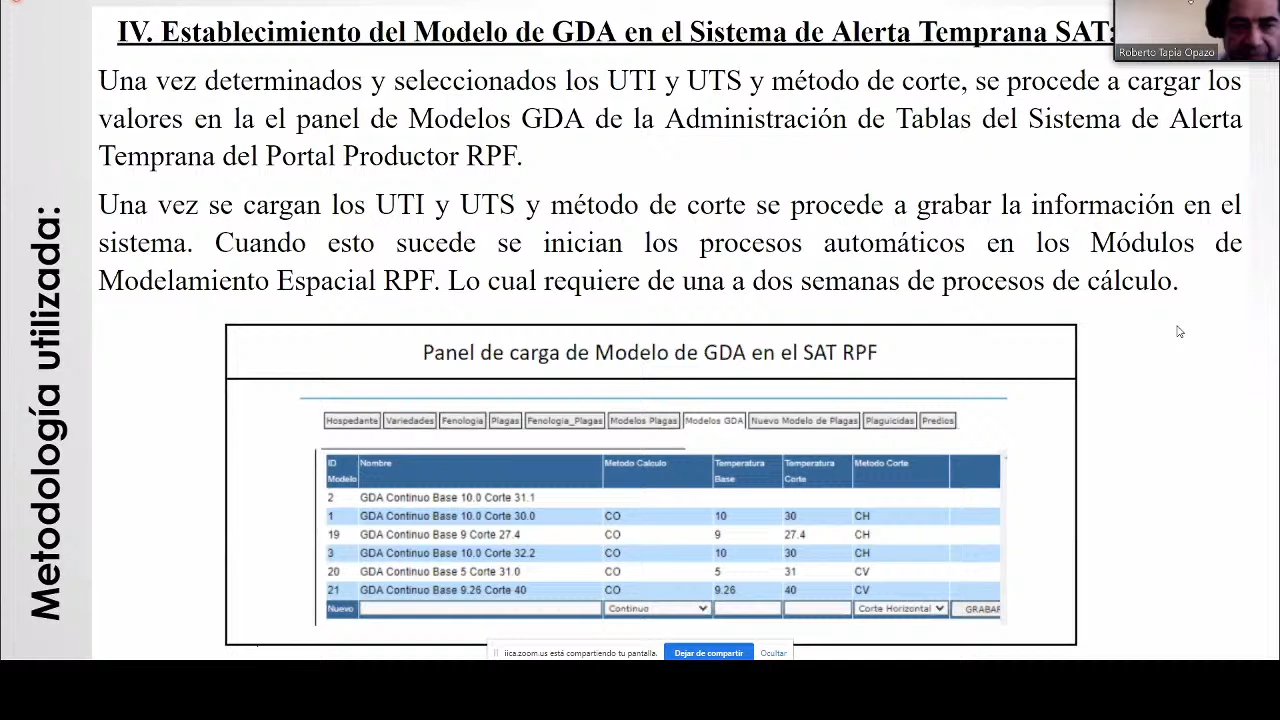 IV. Establecimiento del Modelo de GDA en el Sistema de Alerta Temprana SAT:
Roberto Tapia Opazo
Una vez determinados y seleccionados los UTI y UTS y método de corte, se procede a cargar los
valores en la el panel de Modelos GDA de la Administración de Tablas del Sistema de Alerta
Temprana del Portal Productor RPF.
Una vez se cargan los UTI y UTS y método de corte se procede a grabar la información en el
sistema. Cuando esto sucede se inician los procesos automáticos en los Módulos de
Modelamiento Espacial RPF. Lo cual requiere de una a dos semanas de procesos de cálculo.
Metodología utilizada:
Panel de carga de Modelo de GDA en el SAT RPF
Hospedante Variedades Fenología Plagas Fenologia_Plagas Modelos Plagas Modelos GDA Nuevo Modelo de Plagas Plaguicidas Predios
ID Modelo Nombre Metodo Calculo Temperatura Base Temperatura Corte Metodo Corte
2 GDA Continuo Base 10.0 Corte 31.1
1 GDA Continuo Base 10.0 Corte 30.0 CO 10 30 CH
19 GDA Continuo Base 9 Corte 27.4 CO 9 27.4 CH
3 GDA Continuo Base 10.0 Corte 32.2 CO 10 30 CH
20 GDA Continuo Base 5 Corte 31.0 CO 5 31 CV
21 GDA Continuo Base 9.26 Corte 40 CO 9.26 40 CV
Nuevo Continuo Corte Horizontal GRABAR
iica.zoom.us está compartiendo tu pantalla. Dejar de compartir Ocultar